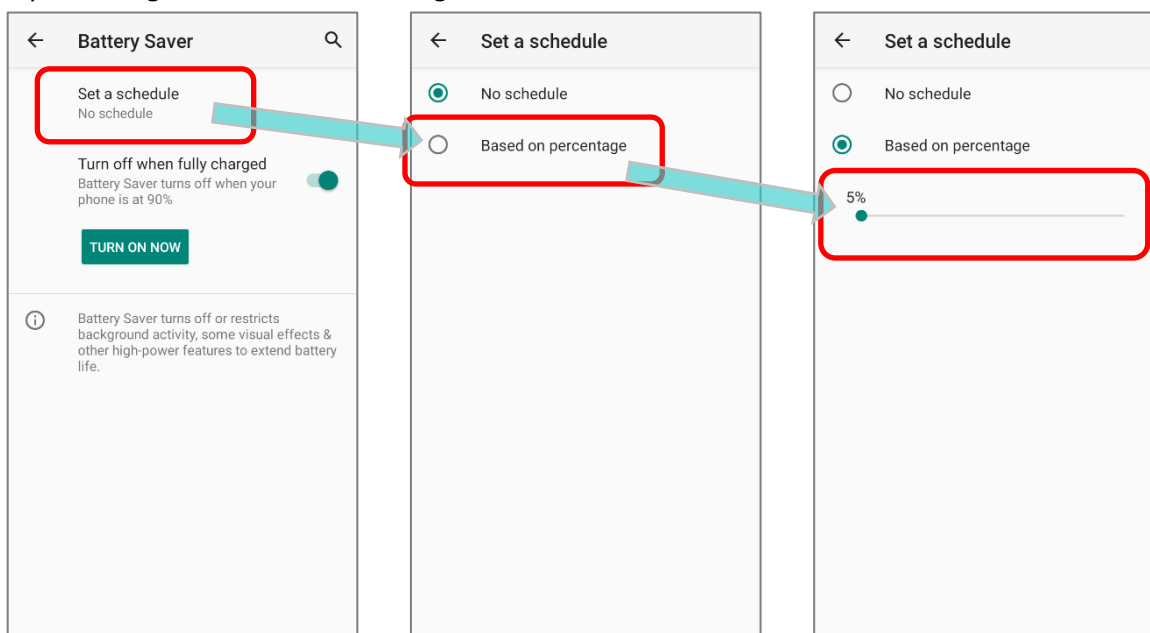 Battery Saver
Set a schedule
No schedule
Turn off when fully charged
Battery Saver turns off when your
phone is at 90%
TURN ON NOW
Battery Saver turns off or restricts
background activity, some visual effects &
other high-power features to extend battery
life.
Set a schedule
No schedule
Based on percentage
Set a schedule
No schedule
Based on percentage
5%